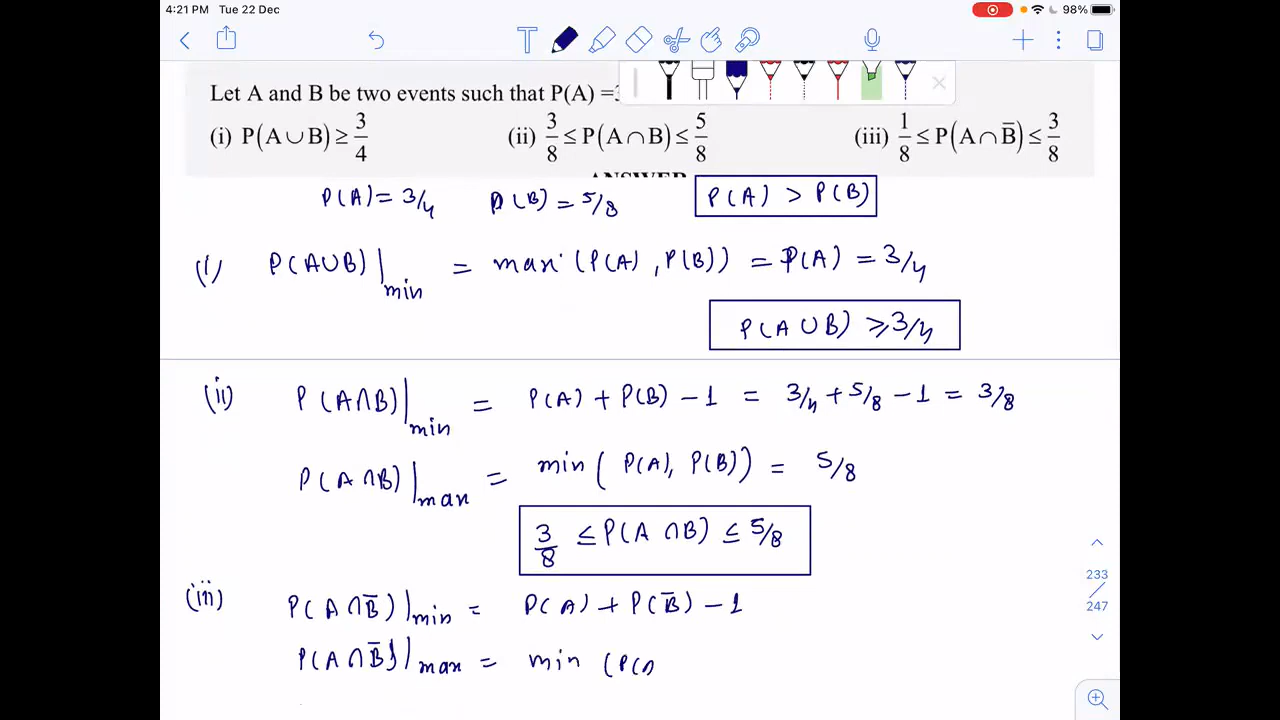 4:21 PM Tue 22 Dec 98%
T
Let A and B be two events such that P(A) =3
(i) P(A∪B) ≥ 3/4 (ii) 3/8 ≤ P(A∩B) ≤ 5/8 (iii) 1/8 ≤ P(A∩B̄) ≤ 3/8
ANSWER
P(A) = 3/4 P(B) = 5/8 P(A) > P(B)
(i) P(A∪B)|min = max (P(A), P(B)) = P(A) = 3/4
P(A∪B) ≥ 3/4
(ii) P(A∩B)|min = P(A) + P(B) - 1 = 3/4 + 5/8 - 1 = 3/8
P(A∩B)|max = min (P(A), P(B)) = 5/8
3/8 ≤ P(A∩B) ≤ 5/8
(iii) P(A∩B̄)|min = P(A) + P(B̄) - 1
P(A∩B̄)|max = min (P(
233
/
247